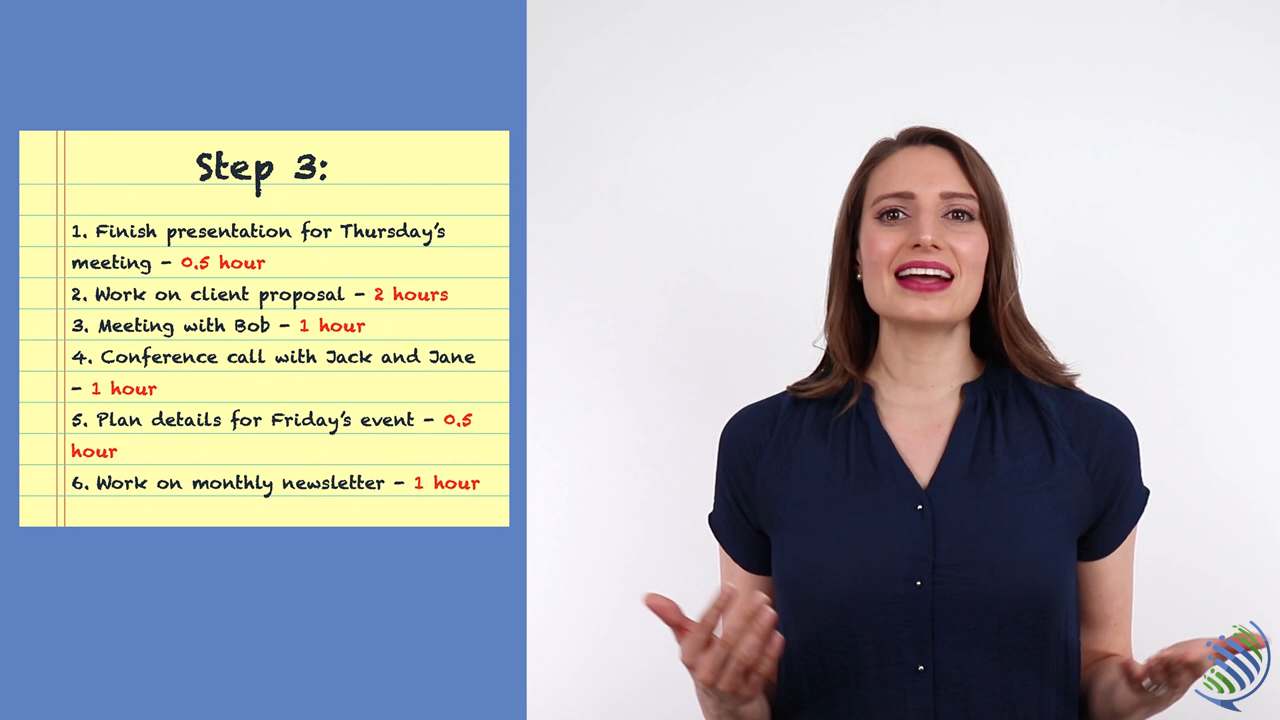 Step 3:
1. Finish presentation for Thursday's
meeting - 0.5 hour
2. Work on client proposal - 2 hours
3. Meeting with Bob - 1 hour
4. Conference call with Jack and Jane
- 1 hour
5. Plan details for Friday's event - 0.5
hour
6. Work on monthly newsletter - 1 hour